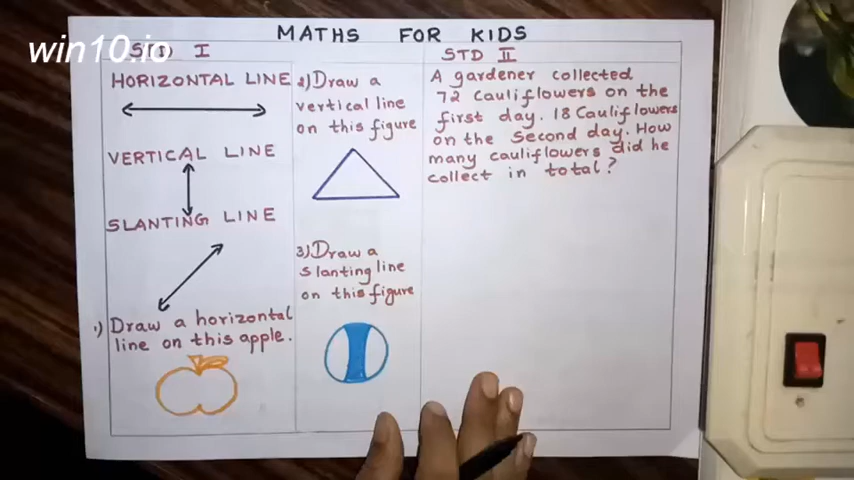 win10.io
MATHS FOR KIDS
STD I
HORIZONTAL LINE
VERTICAL LINE
SLANTING LINE
1) Draw a horizontal
line on this apple.
2) Draw a
vertical line
on this figure
3) Draw a
slanting line
on this figure
STD II
A gardener collected
72 cauliflowers on the
first day. 18 Cauliflowers
on the second day. How
many cauliflowers did he
collect in total?